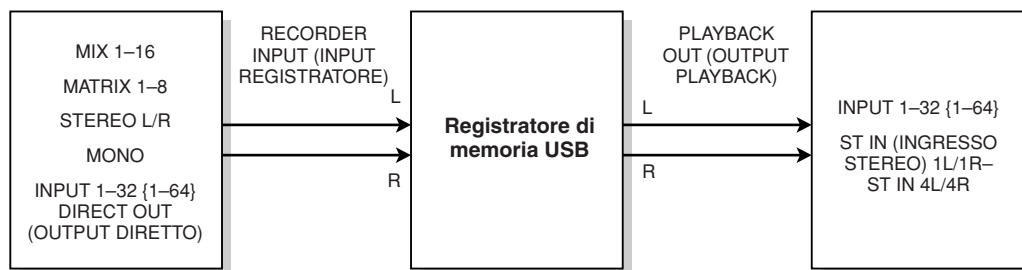 MIX 1–16
MATRIX 1–8
STEREO L/R
MONO
INPUT 1–32 {1–64}
DIRECT OUT
(OUTPUT DIRETTO)
RECORDER
INPUT (INPUT
REGISTRATORE)
L
R
Registratore di
memoria USB
PLAYBACK
OUT (OUTPUT
PLAYBACK)
L
R
INPUT 1–32 {1–64}
ST IN (INGRESSO
STEREO) 1L/1R–
ST IN 4L/4R